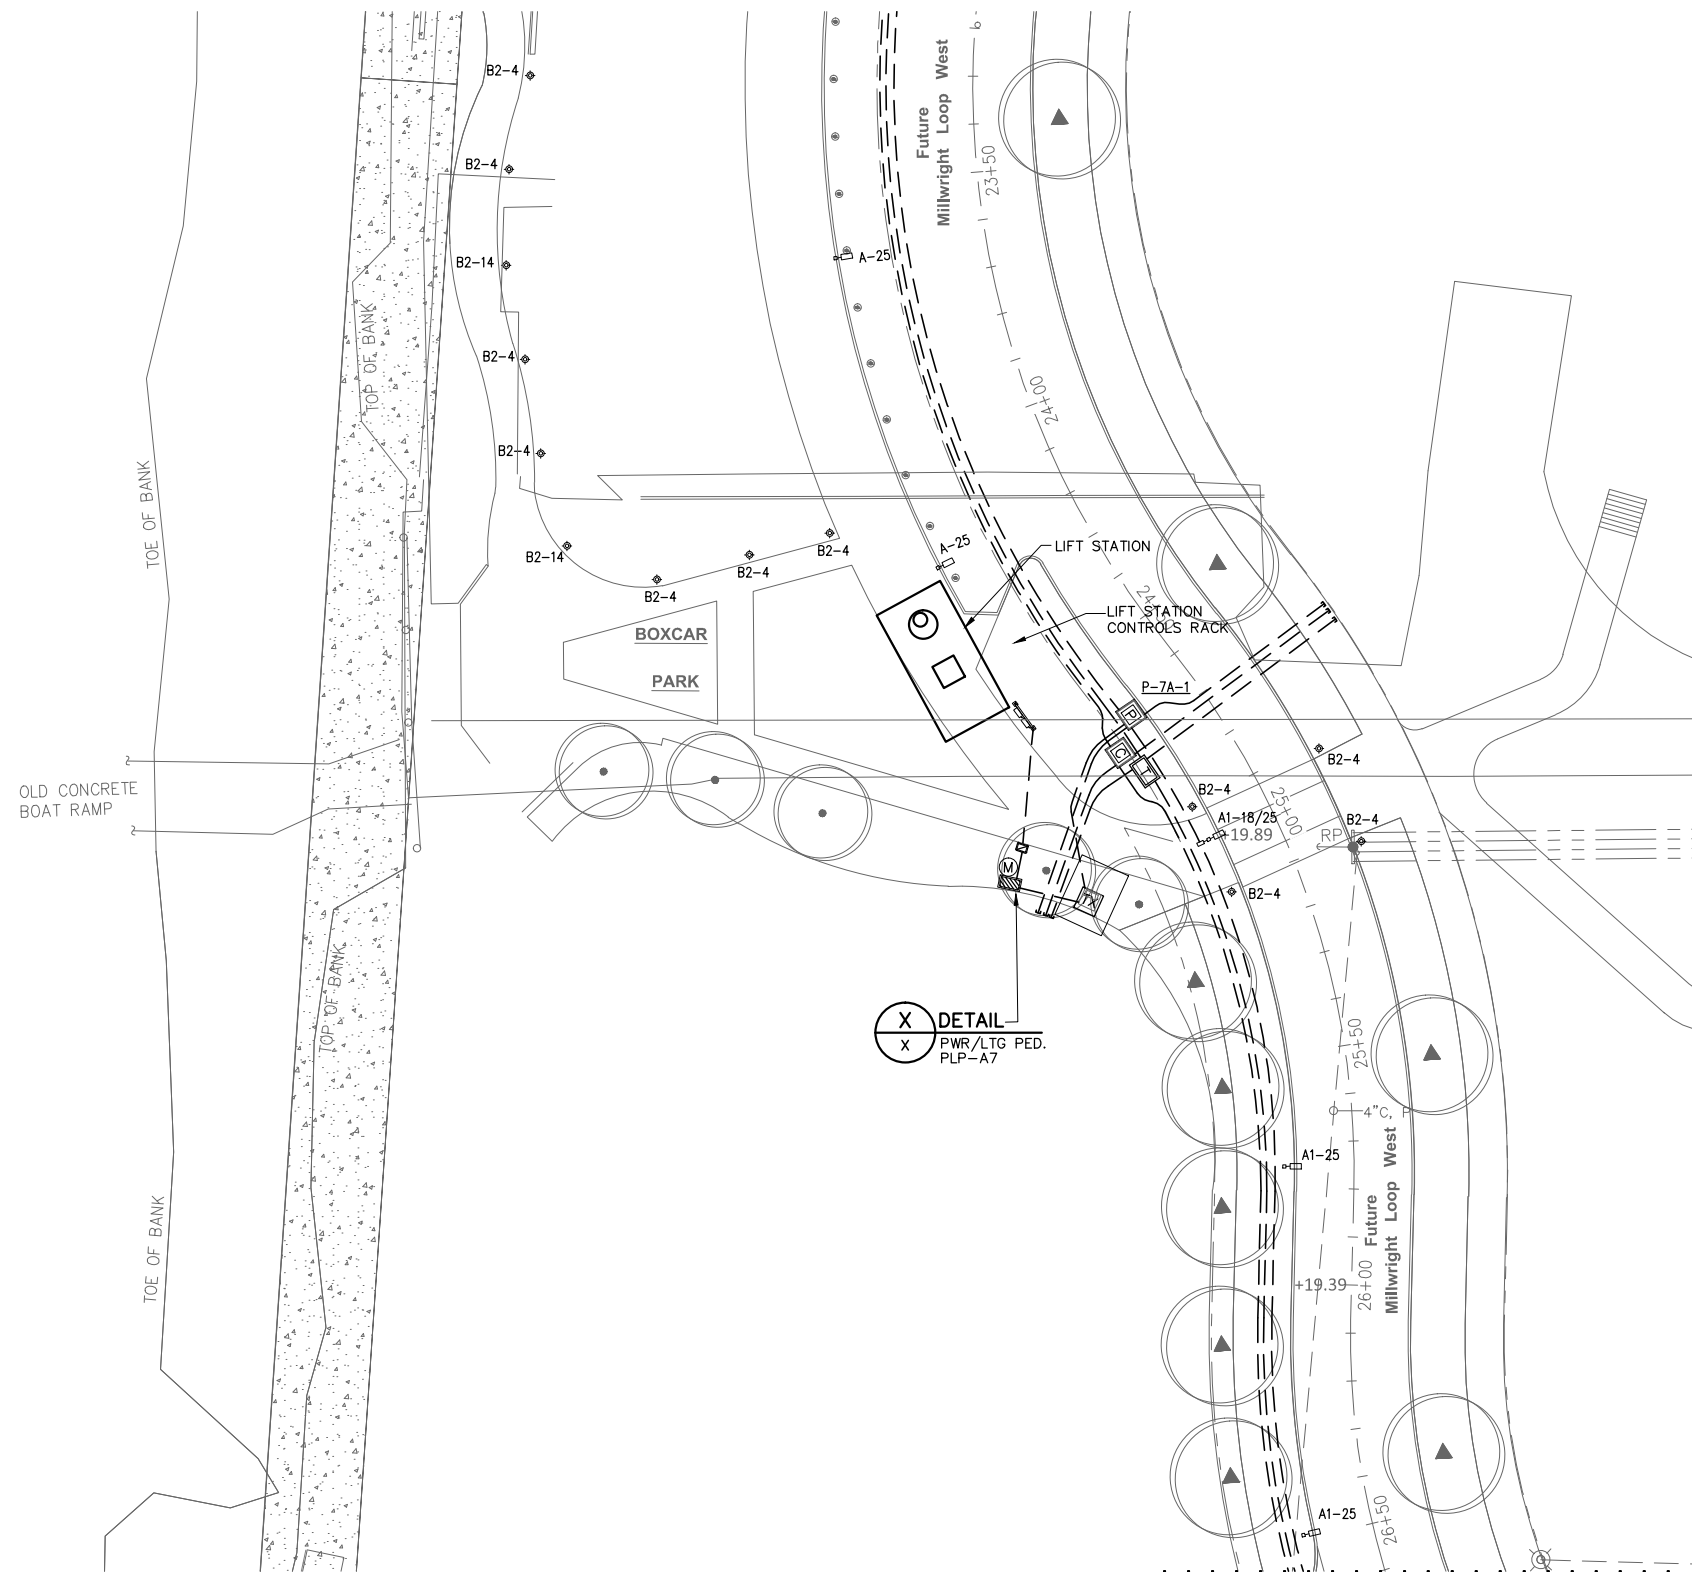 Future
Millwright Loop West
23+50
B2-4
B2-4
B2-14
A-25
TOP OF BANK
B2-4
24+00
B2-4
TOE OF BANK
B2-14
B2-4
B2-4
B2-4
A-25
LIFT STATION
LIFT STATION
CONTROLS RACK
BOXCAR
PARK
P-7A-1
P
C
T
B2-4
B2-4
OLD CONCRETE
BOAT RAMP
25+00
A1-18/25
+19.89
RP
B2-4
M
B2-4
TOP OF BANK
X
DETAIL
X
PWR/LTG PED.
PLP-A7
25+50
4"C, P
A1-25
Future
Millwright Loop West
TOE OF BANK
+19.39
26+00
A1-25
26+50